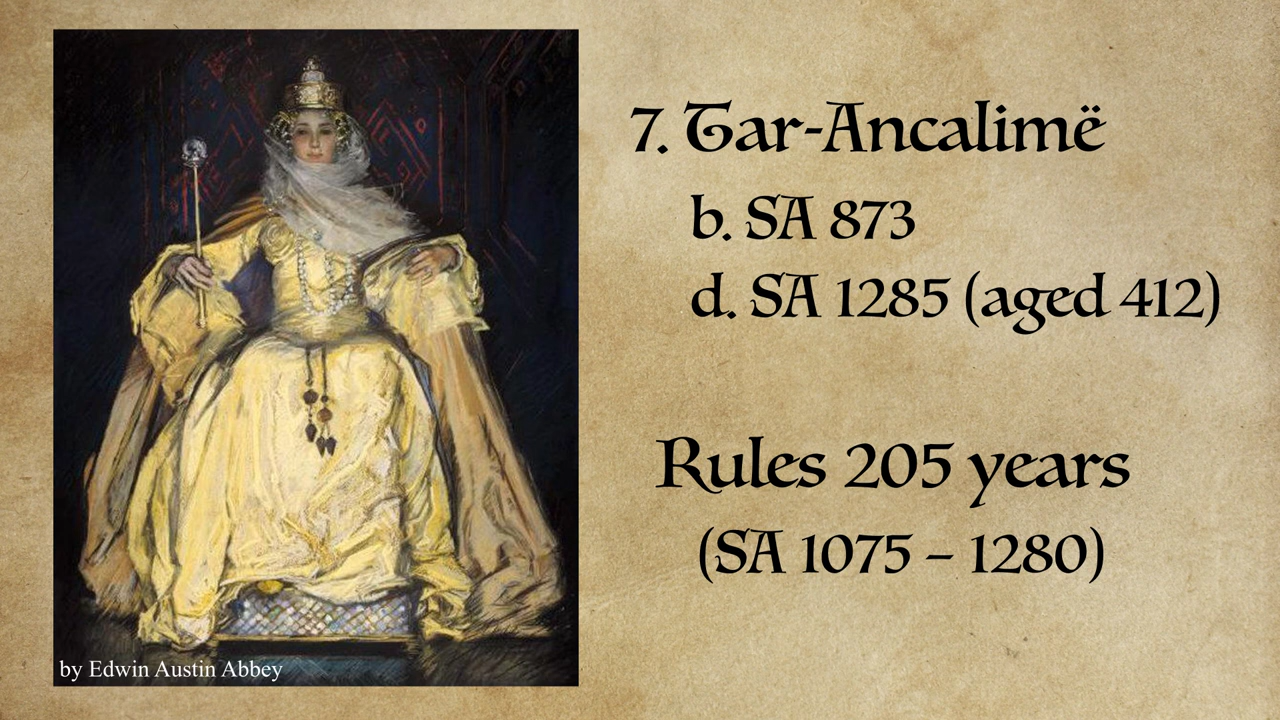 7. Tar-Ancalimë
b. SA 873
d. SA 1285 (aged 412)
Rules 205 years
(SA 1075 – 1280)
by Edwin Austin Abbey